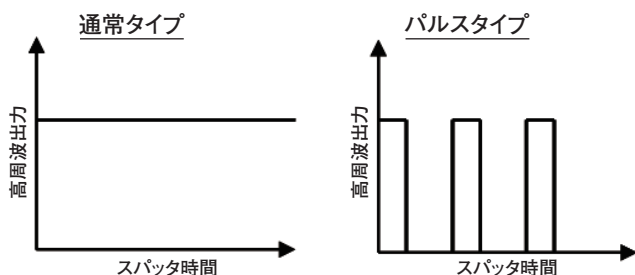 通常タイプ
高周波出力
スパッタ時間
パルスタイプ
高周波出力
スパッタ時間